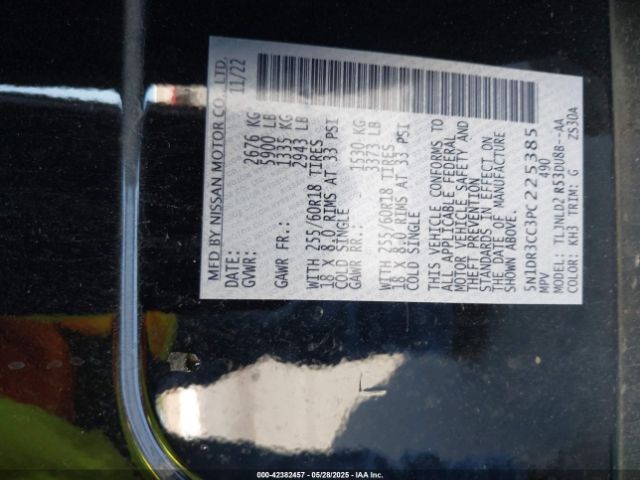 MFD BY NISSAN MOTOR CO., LTD.
DATE: 11/22
GVWR: 2676 KG
5900 LB
GAWR FR.: 1335 KG
2943 LB
WITH 255/60R18 TIRES
18 X 8.0 RIMS AT 33 PSI
COLD SINGLE
GAWR RR.: 1530 KG
3373 LB
WITH 255/60R18 TIRES
18 X 8.0 RIMS AT 33 PSI
COLD SINGLE
THIS VEHICLE CONFORMS TO
ALL APPLICABLE FEDERAL
MOTOR VEHICLE SAFETY AND
THEFT PREVENTION
STANDARDS IN EFFECT ON
THE DATE OF MANUFACTURE
SHOWN ABOVE.
5N1DR3CC3PC225385
MPV 490
MODEL: TLJNLD2 R53DU8B--AA
COLOR: KH3 TRIM: G ZS30A
000-42382457 - 05/28/2025 - IAA Inc.